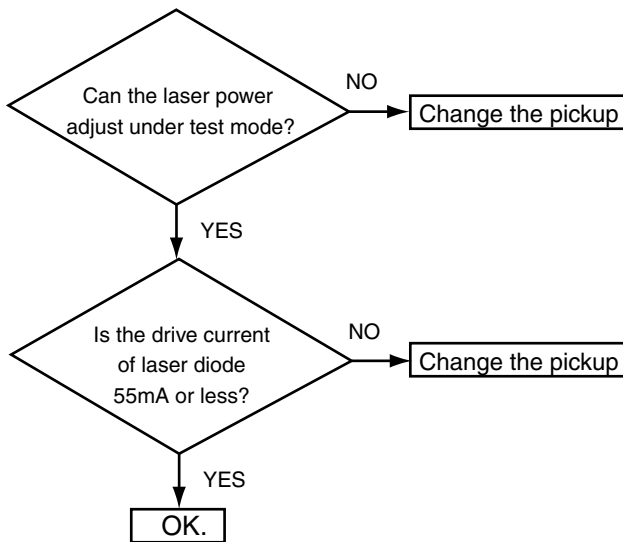 Can the laser power
adjust under test mode?
NO
Change the pickup
YES
Is the drive current
of laser diode
55mA or less?
NO
Change the pickup
YES
OK.